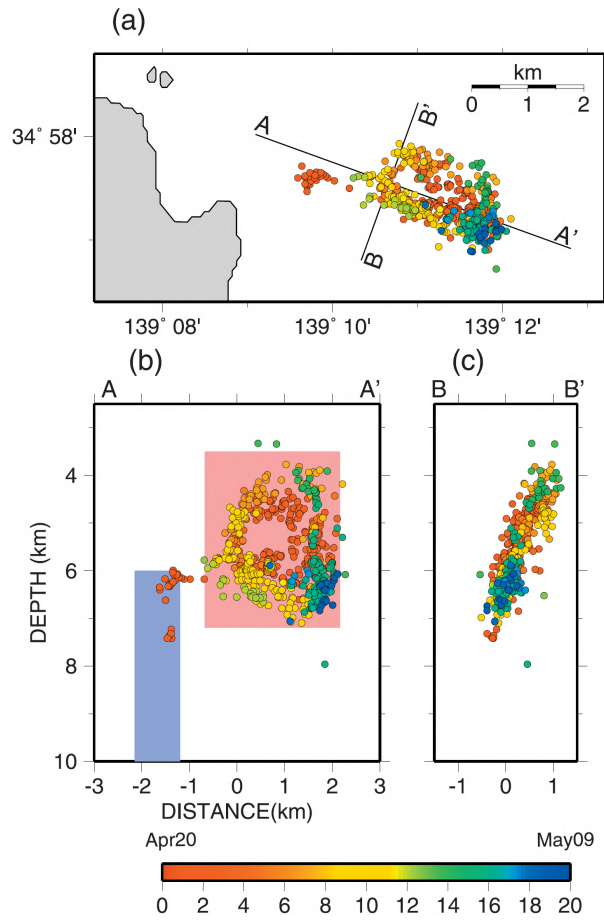 (a)
km
0 1 2
34° 58'
A
B'
B
A'
139° 08' 139° 10' 139° 12'
(b) (c)
A A' B B'
4
6
8
10
DEPTH (km)
-3 -2 -1 0 1 2 3 -1 0 1
DISTANCE(km)
Apr20 May09
0 2 4 6 8 10 12 14 16 18 20